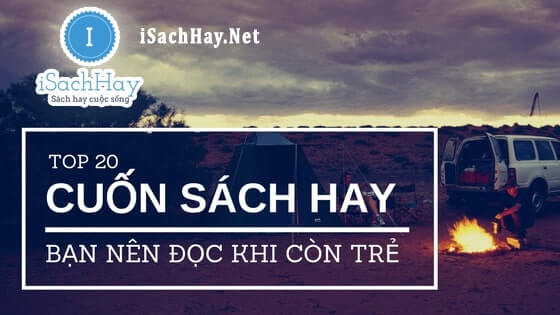 I
iSachHay
Sách hay cuộc sống
iSachHay.Net
TOP 20
CUỐN SÁCH HAY
BẠN NÊN ĐỌC KHI CÒN TRẺ